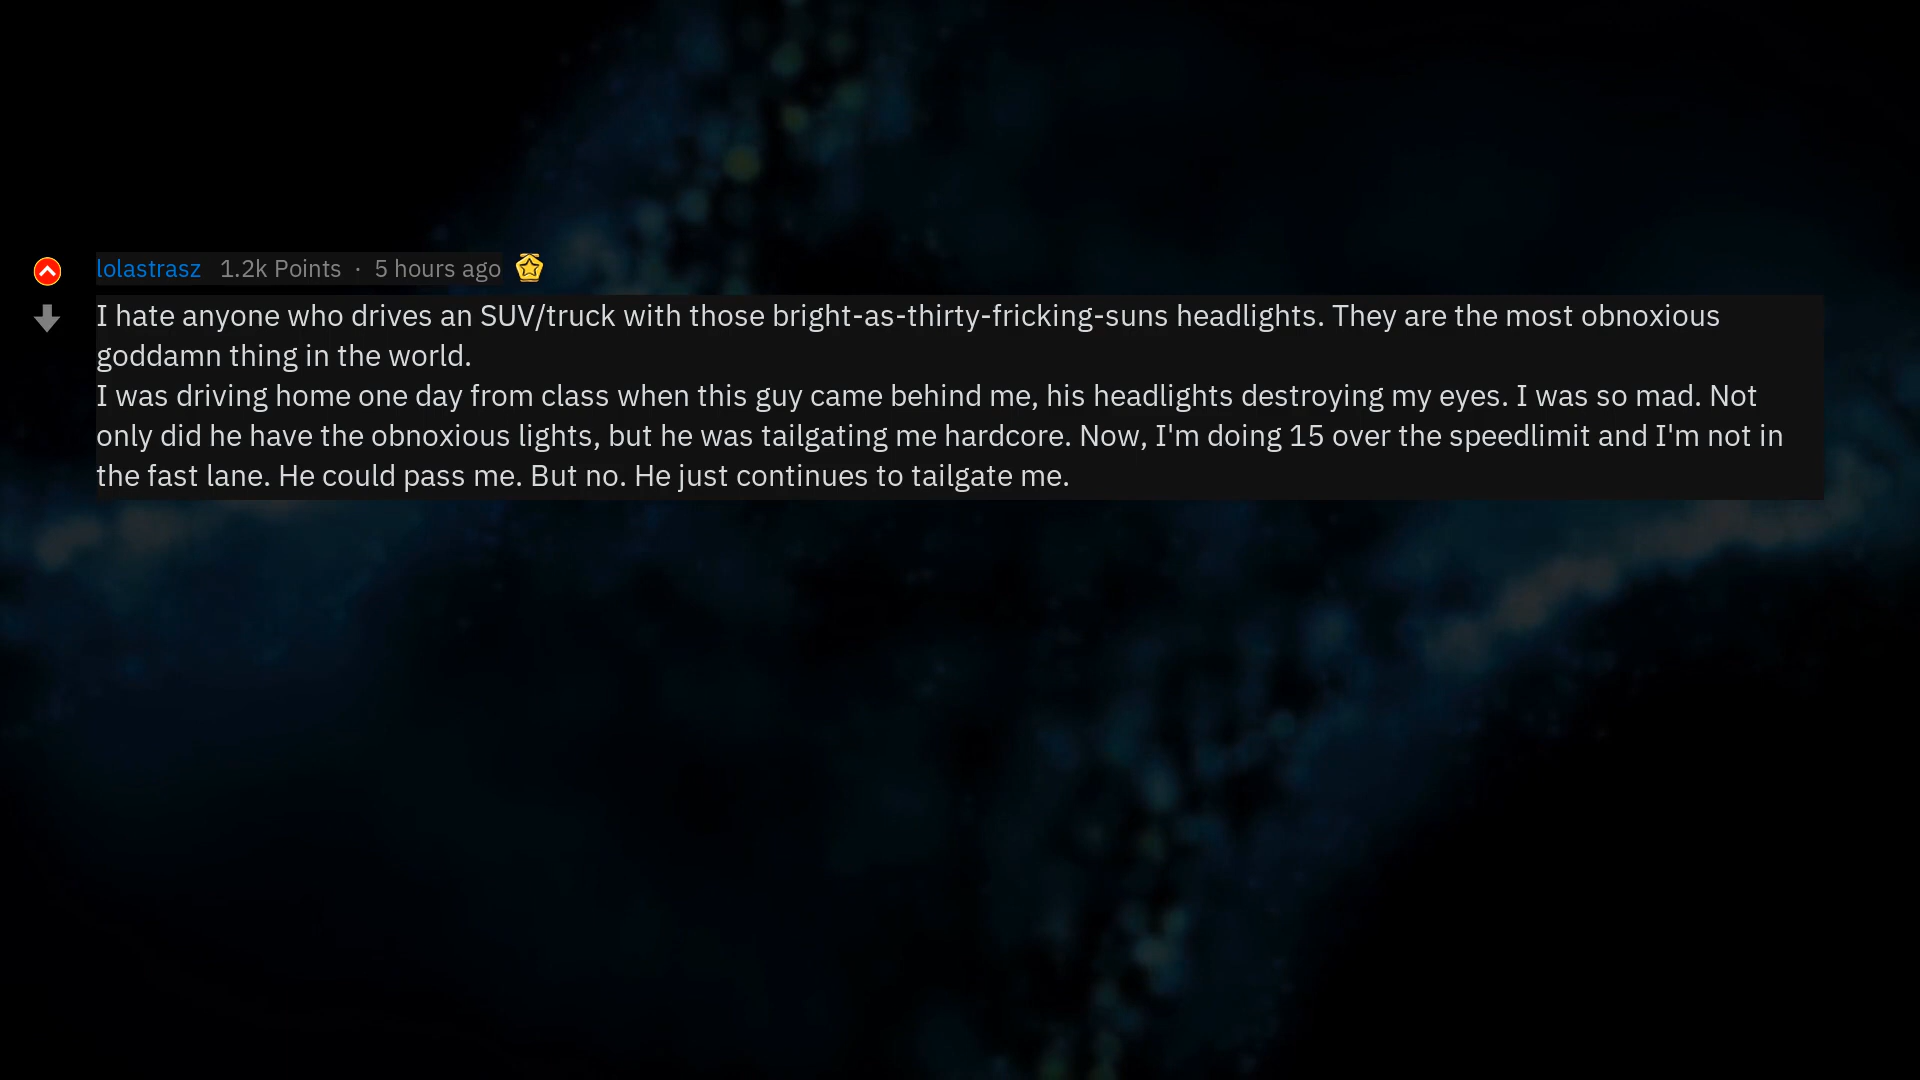 lolastrasz 1.2k Points · 5 hours ago
I hate anyone who drives an SUV/truck with those bright-as-thirty-fricking-suns headlights. They are the most obnoxious
goddamn thing in the world.
I was driving home one day from class when this guy came behind me, his headlights destroying my eyes. I was so mad. Not
only did he have the obnoxious lights, but he was tailgating me hardcore. Now, I'm doing 15 over the speedlimit and I'm not in
the fast lane. He could pass me. But no. He just continues to tailgate me.